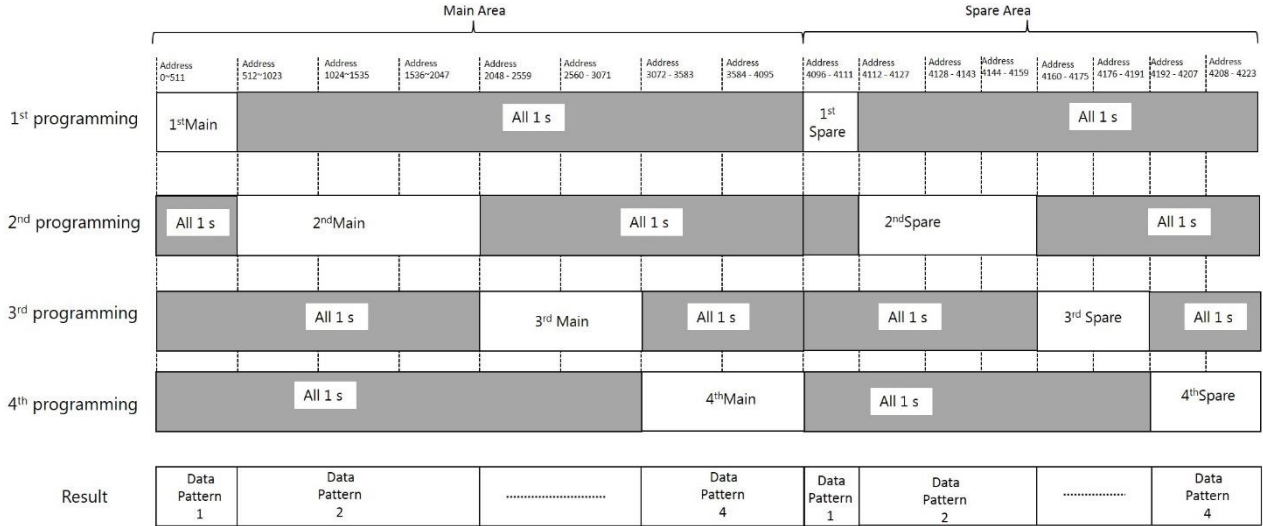 Main Area
Spare Area
Address
0~511
Address
512~1023
Address
1024~1535
Address
1536~2047
Address
2048 - 2559
Address
2560 - 3071
Address
3072 - 3583
Address
3584 - 4095
Address
4096 - 4111
Address
4112 - 4127
Address
4128 - 4143
Address
4144 - 4159
Address
4160 - 4175
Address
4176 - 4191
Address
4192 - 4207
Address
4208 - 4223
1st programming
1stMain
All 1 s
1st
Spare
All 1 s
2nd programming
All 1 s
2ndMain
All 1 s
2ndSpare
All 1 s
3rd programming
All 1 s
3rd Main
All 1 s
All 1 s
3rd Spare
All 1 s
4th programming
All 1 s
4thMain
All 1 s
4thSpare
Result
Data
Pattern
1
Data
Pattern
2
....................
Data
Pattern
4
Data
Pattern
1
Data
Pattern
2
................
Data
Pattern
4